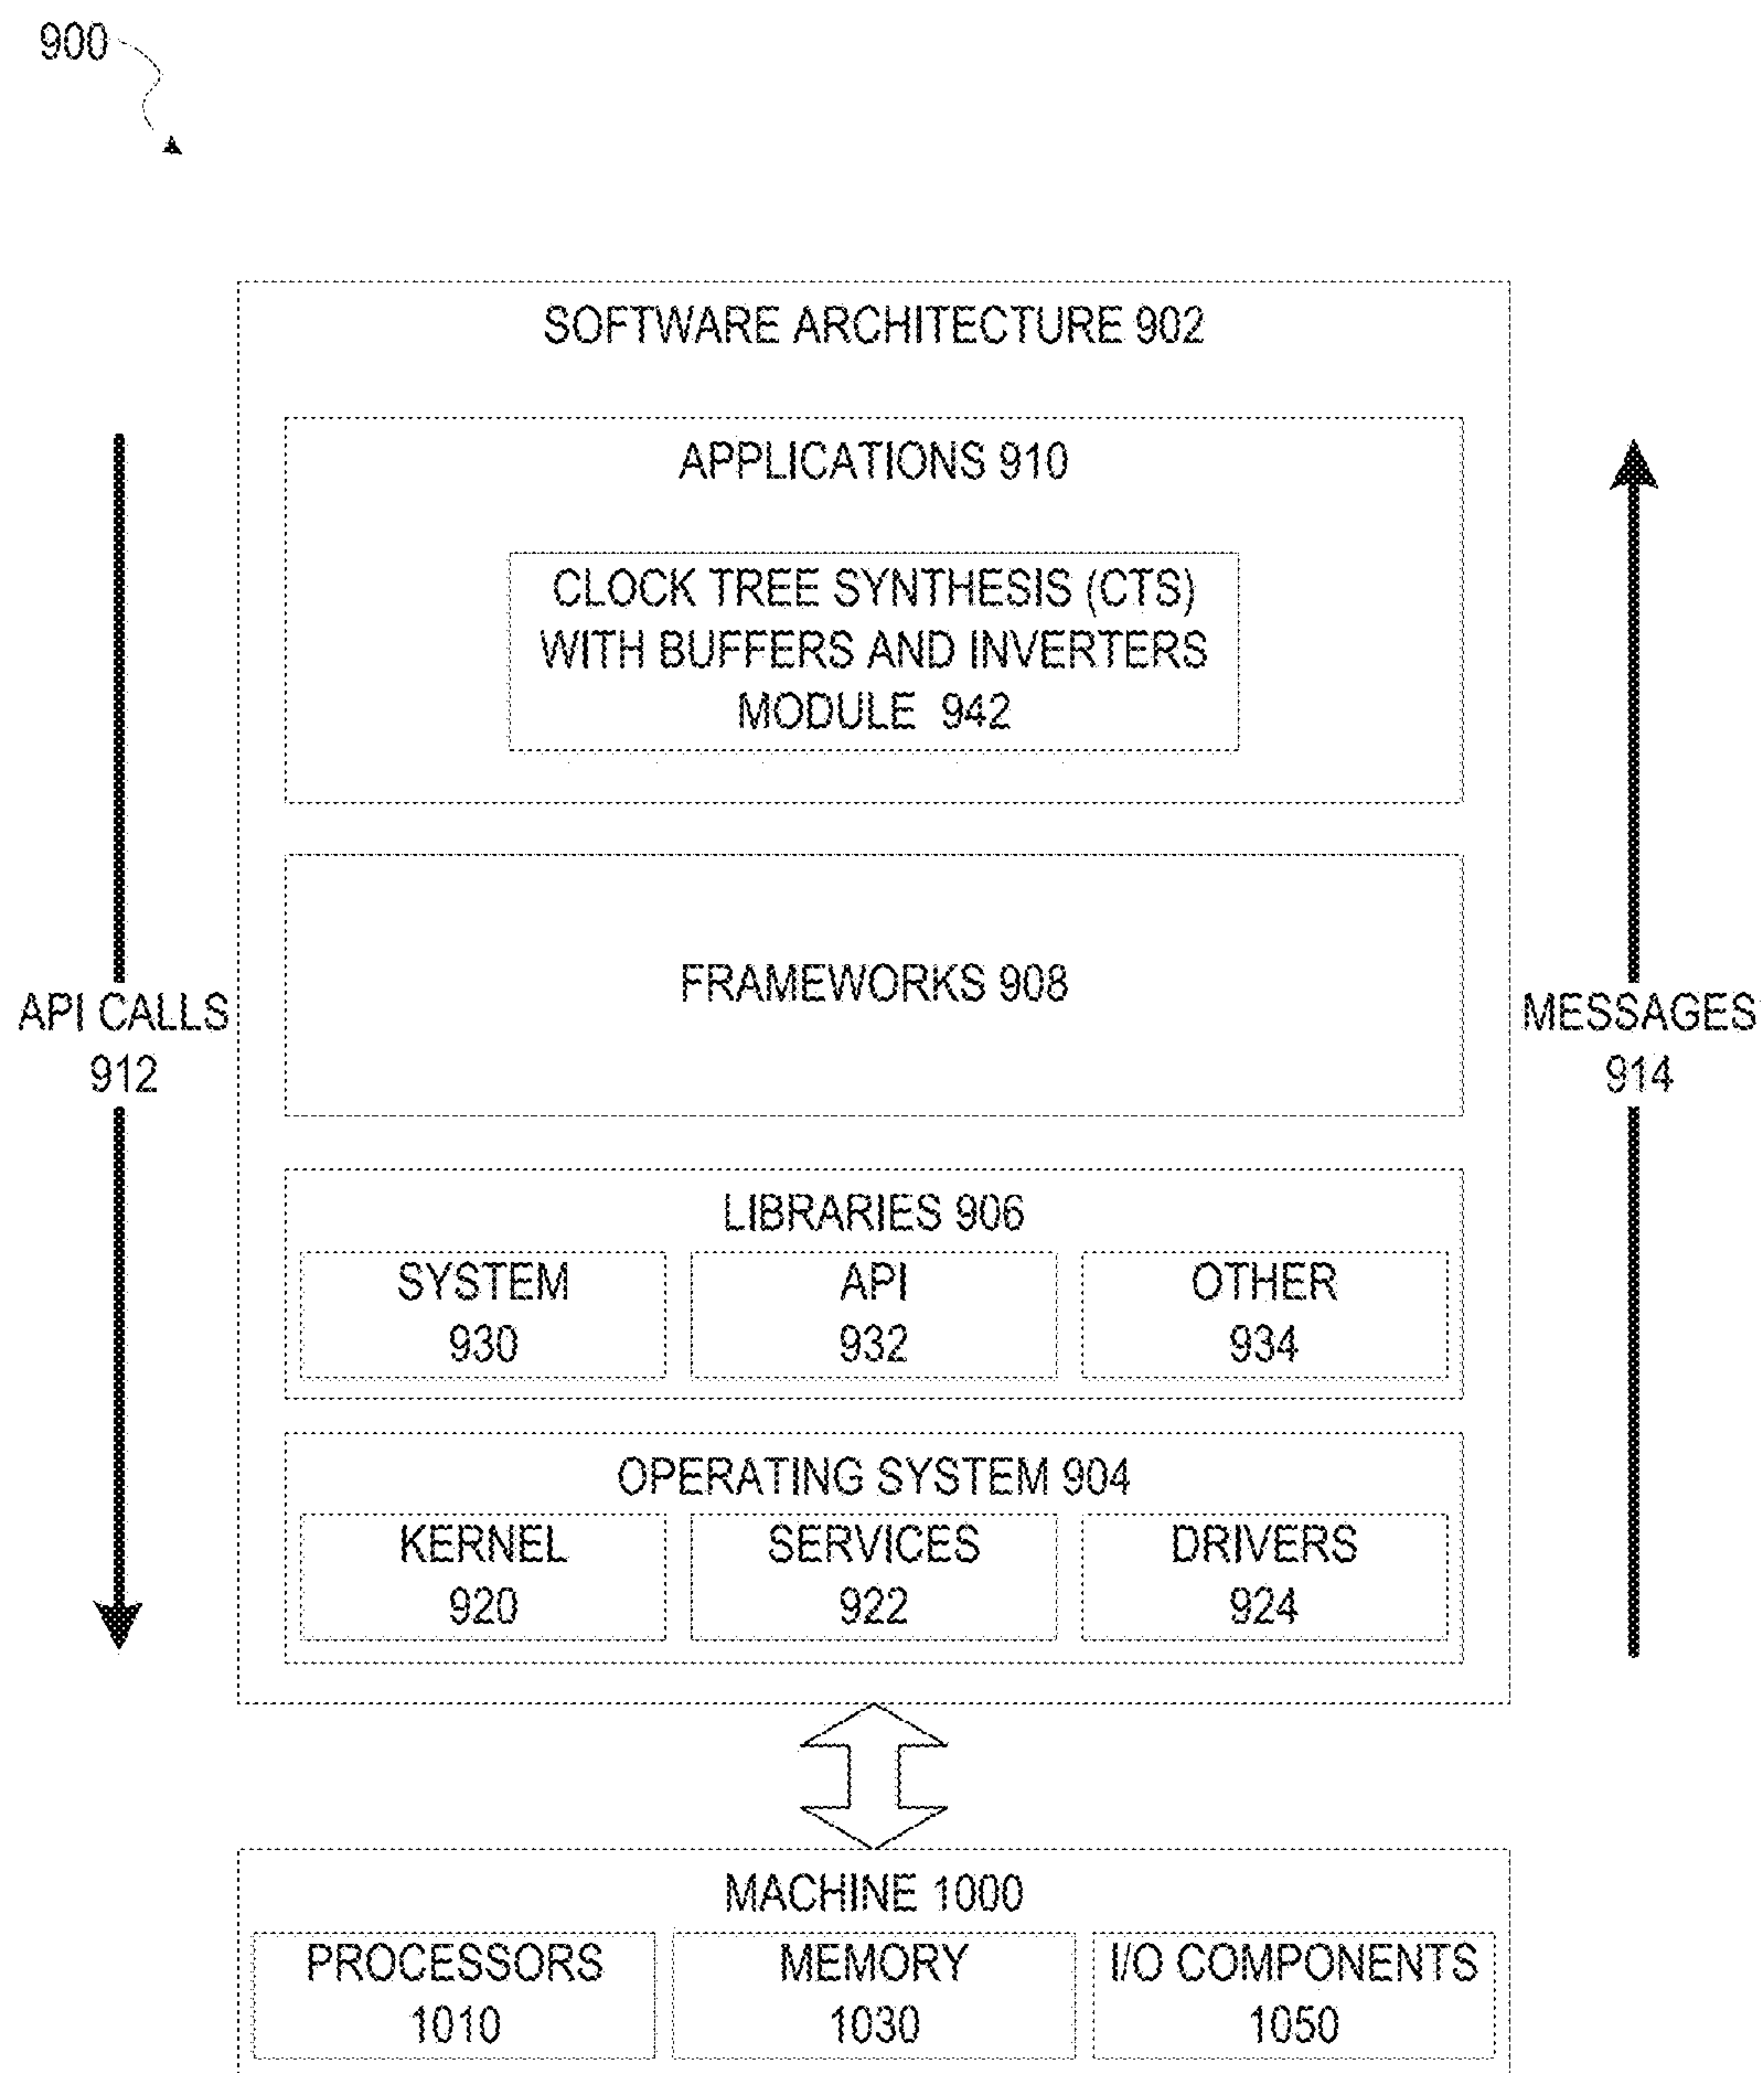 900
SOFTWARE ARCHITECTURE 902
APPLICATIONS 910
CLOCK TREE SYNTHESIS (CTS)
WITH BUFFERS AND INVERTERS
MODULE 942
FRAMEWORKS 908
API CALLS
912
MESSAGES
914
LIBRARIES 906
SYSTEM
930
API
932
OTHER
934
OPERATING SYSTEM 904
KERNEL
920
SERVICES
922
DRIVERS
924
MACHINE 1000
PROCESSORS
1010
MEMORY
1030
I/O COMPONENTS
1050